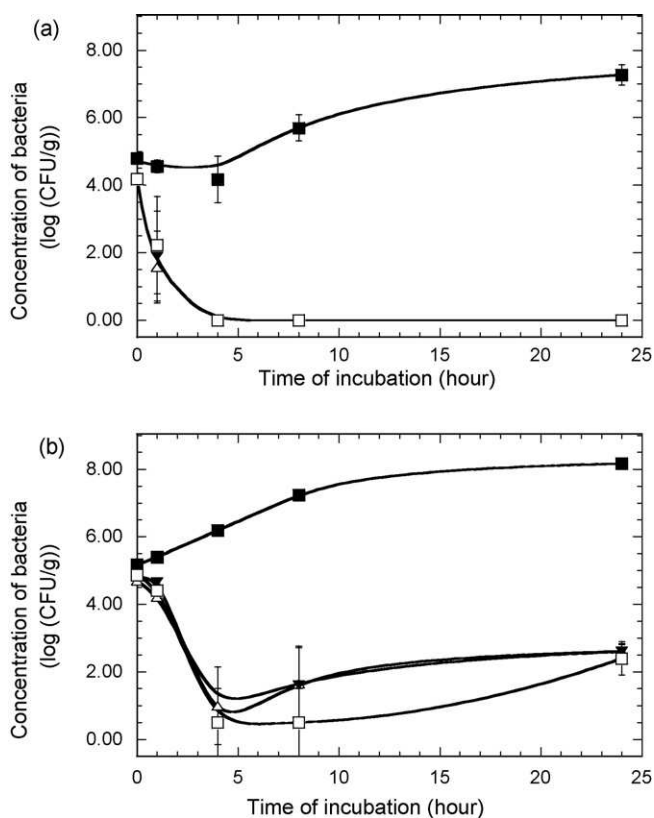 (a)
8.00
6.00
4.00
2.00
0.00
Concentration of bacteria
(log (CFU/g))
0 5 10 15 20 25
Time of incubation (hour)
(b)
8.00
6.00
4.00
2.00
0.00
Concentration of bacteria
(log (CFU/g))
0 5 10 15 20 25
Time of incubation (hour)